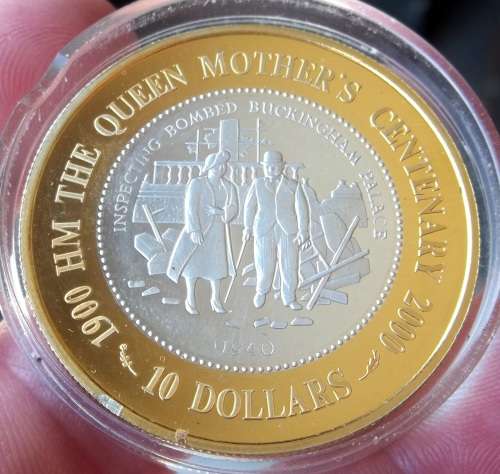 1900 HM THE QUEEN MOTHER'S CENTENARY 2000
INSPECTING BOMBED BUCKINGHAM PALACE
1940
10 DOLLARS